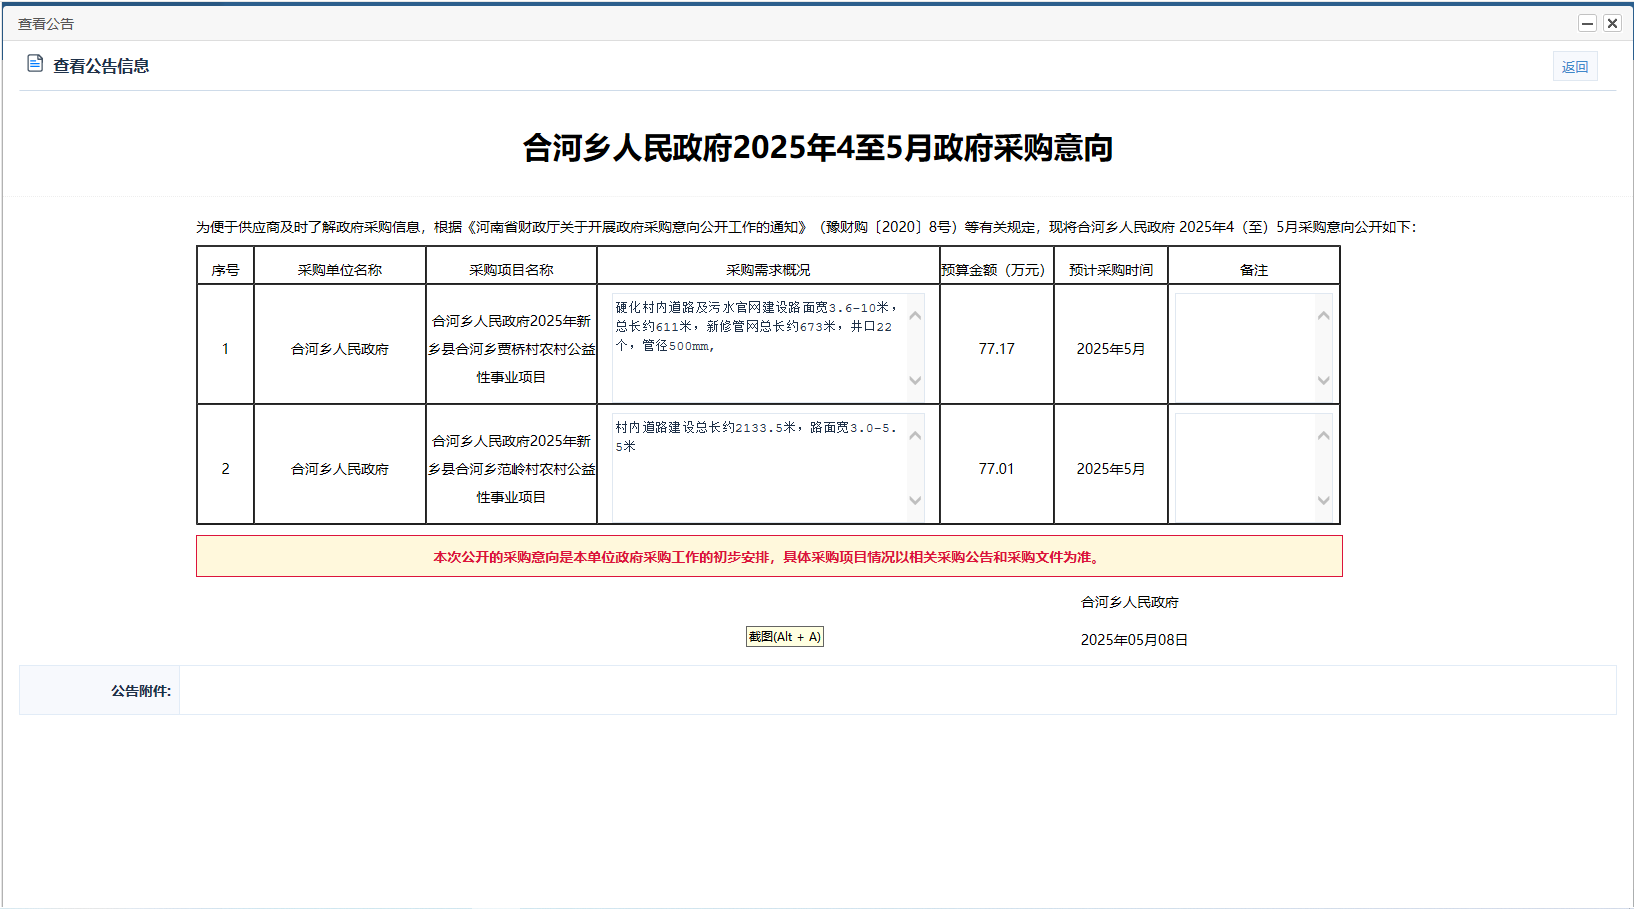 查看公告
查看公告信息
返回
合河乡人民政府2025年4至5月政府采购意向
为便于供应商及时了解政府采购信息，根据《河南省财政厅关于开展政府采购意向公开工作的通知》（豫财购〔2020〕8号）等有关规定，现将合河乡人民政府 2025年4（至）5月采购意向公开如下：
序号 采购单位名称 采购项目名称 采购需求概况 预算金额（万元） 预计采购时间 备注
1
合河乡人民政府
合河乡人民政府2025年新
乡县合河乡贾桥村农村公益
性事业项目
硬化村内道路及污水官网建设路面宽3.6-10米，
总长约611米，新修管网总长约673米，井口22
个，管径500mm，
77.17
2025年5月
2
合河乡人民政府
合河乡人民政府2025年新
乡县合河乡范岭村农村公益
性事业项目
村内道路建设总长约2133.5米，路面宽3.0-5.
5米
77.01
2025年5月
本次公开的采购意向是本单位政府采购工作的初步安排，具体采购项目情况以相关采购公告和采购文件为准。
合河乡人民政府
截图(Alt + A)
2025年05月08日
公告附件: